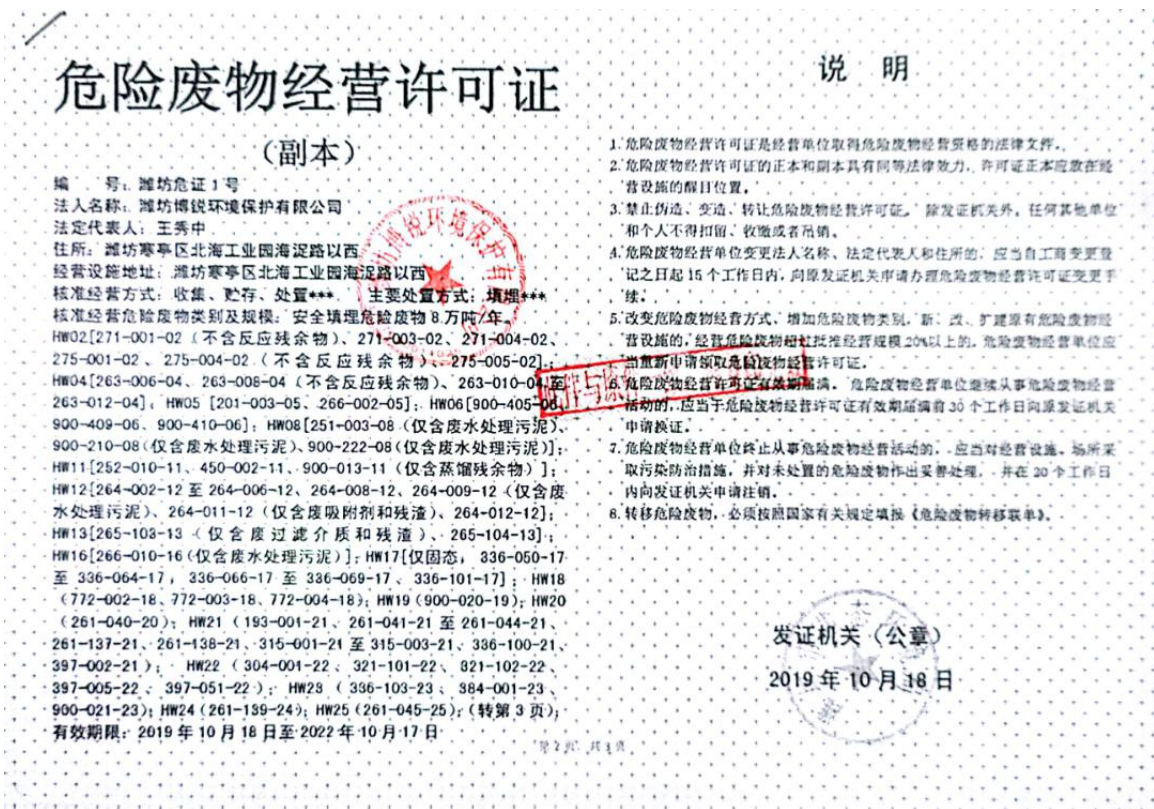 危险废物经营许可证
（副本）
编 号：潍坊危证1号
法人名称：潍坊博锐环境保护有限公司
法定代表人：王秀中
住所：潍坊寒亭区北海工业园海浞路以西
经营设施地址：潍坊寒亭区北海工业园海浞路以西
核准经营方式：收集、贮存、处置*** 主要处置方式：填埋***
核准经营危险废物类别及规模：安全填埋危险废物8万吨/年。
HW02[271-001-02（不含反应残余物）、271-003-02、271-004-02、
275-001-02、275-004-02（不含反应残余物）、275-005-02]；
HW04[263-006-04、263-008-04（不含反应残余物）、263-010-04至
263-012-04]；HW05 [201-003-05、266-002-05]；HW06[900-405-06、
900-409-06、900-410-06]；HW08[251-003-08（仅含废水处理污泥）、
900-210-08（仅含废水处理污泥）、900-222-08（仅含废水处理污泥）]；
HW11[252-010-11、450-002-11、900-013-11（仅含蒸馏残余物）]；
HW12[264-002-12至264-006-12、264-008-12、264-009-12（仅含废
水处理污泥）、264-011-12（仅含废吸附剂和残渣）、264-012-12]；
HW13[265-103-13（仅含废过滤介质和残渣）、265-104-13]；
HW16[266-010-16（仅含废水处理污泥）]；HW17[仅固态，336-050-17
至336-064-17，336-066-17至336-069-17、336-101-17]；HW18
（772-002-18、772-003-18、772-004-18）；HW19（900-020-19）；HW20
（261-040-20）；HW21（193-001-21、261-041-21至261-044-21、
261-137-21、261-138-21、315-001-21至315-003-21、336-100-21、
397-002-21）； HW22（304-001-22、321-101-22、321-102-22、
397-005-22、397-051-22）；HW23（336-103-23、384-001-23、
900-021-23）；HW24（261-139-24）；HW25（261-045-25）；（转第3页）；
有效期限：2019年10月18日至2022年10月17日
说 明
1.危险废物经营许可证是经营单位取得危险废物经营资格的法律文件。
2.危险废物经营许可证的正本和副本具有同等法律效力，许可证正本应放在经
营设施的醒目位置。
3.禁止伪造、变造、转让危险废物经营许可证。除发证机关外，任何其他单位
和个人不得扣留、收缴或者吊销。
4.危险废物经营单位变更法人名称、法定代表人和住所的，应当自工商变更登
记之日起15个工作日内，向原发证机关申请办理危险废物经营许可证变更手
续。
5.改变危险废物经营方式、增加危险废物类别，新、改、扩建原有危险废物经
营设施的，经营危险废物超过批准经营规模20%以上的，危险废物经营单位应
当重新申请领取危险废物经营许可证。
6.危险废物经营许可证有效期届满，危险废物经营单位继续从事危险废物经营
活动的，应当于危险废物经营许可证有效期届满前30个工作日向原发证机关
申请换证。
7.危险废物经营单位终止从事危险废物经营活动的，应当对经营设施、场所采
取污染防治措施，并对未处置的危险废物作出妥善处理，并在20个工作日
内向发证机关申请注销。
8.转移危险废物，必须按照国家有关规定填报《危险废物转移联单》。
发证机关（公章）
2019年10月18日
第2页 共3页